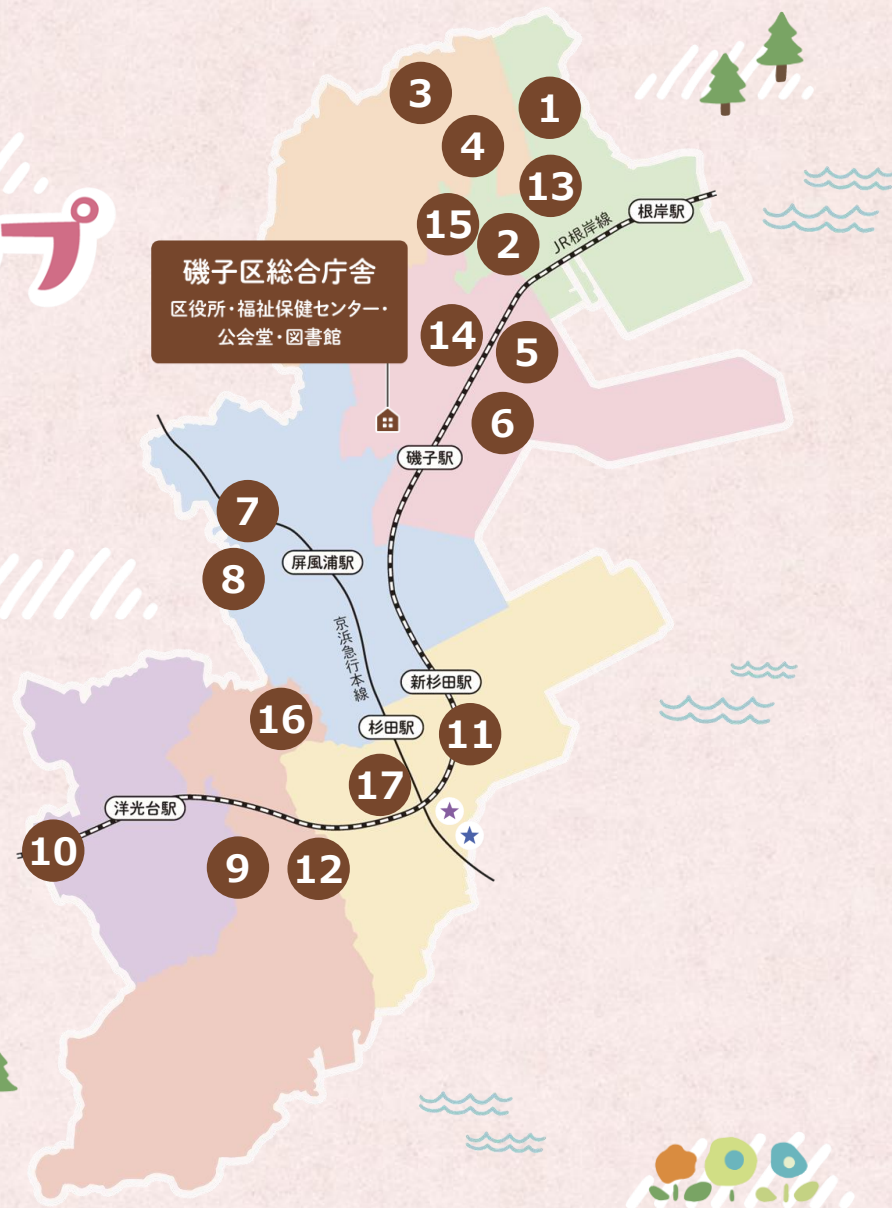 プ
3
1
4
13
15
2
JR根岸線
根岸駅
磯子区総合庁舎
区役所・福祉保健センター・
公会堂・図書館
14
5
6
磯子駅
7
屏風浦駅
8
京浜急行本線
新杉田駅
16
杉田駅
11
17
洋光台駅
10
9
12